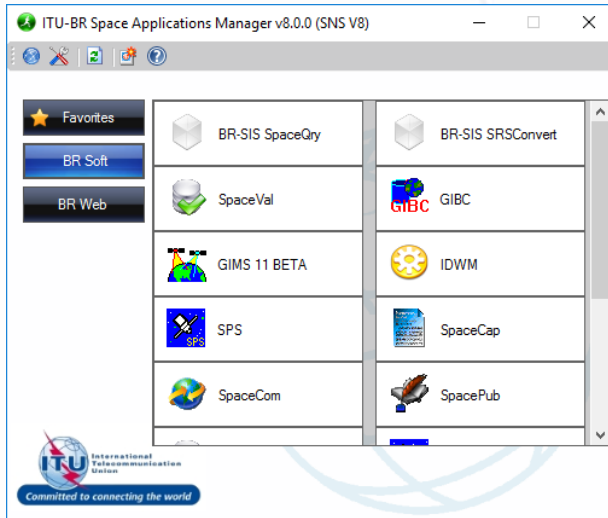 ITU-BR Space Applications Manager v8.0.0 (SNS V8)
Favorites
BR Soft
BR Web
BR-SIS SpaceQry
BR-SIS SRSConvert
SpaceVal
GIBC
GIBC
GIMS 11 BETA
IDWM
SPS
SPS
SpaceCap
SpaceCom
SpacePub
ITU
International
Telecommunication
Union
Committed to connecting the world